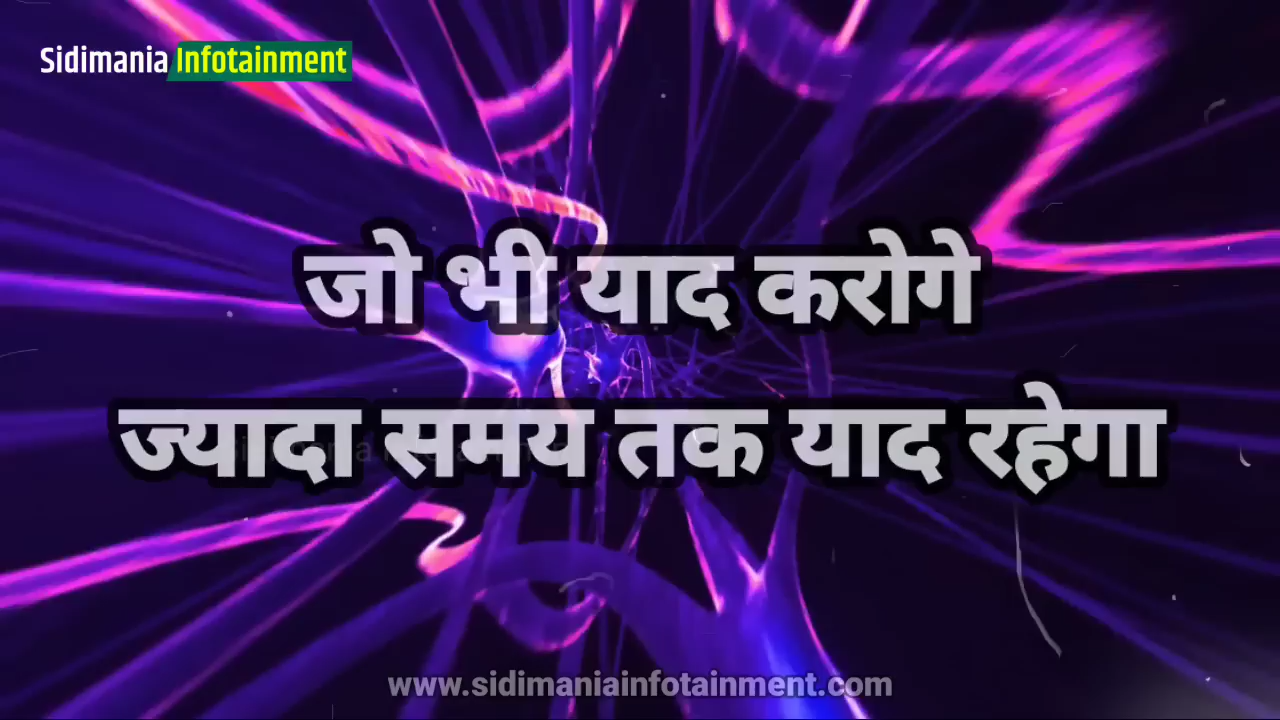 Sidimania Infotainment
जो भी याद करोगे
ज्यादा समय तक याद रहेगा
www.sidimaniainfotainment.com